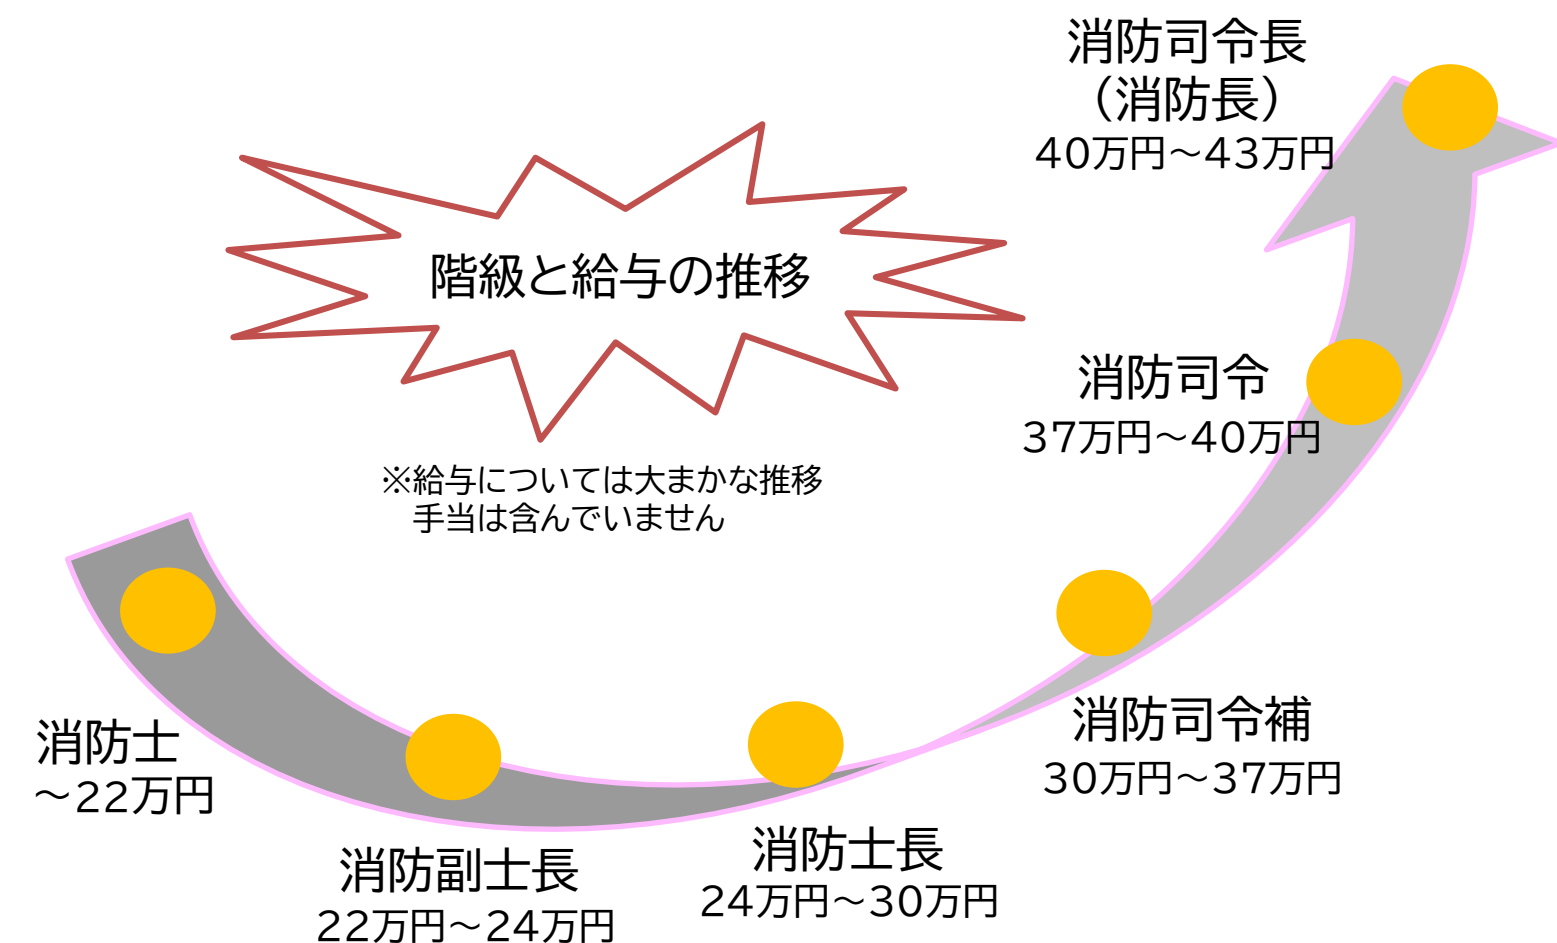 階級と給与の推移
※給与については大まかな推移
手当は含んでいません
消防士
～22万円
消防副士長
22万円～24万円
消防士長
24万円～30万円
消防司令補
30万円～37万円
消防司令
37万円～40万円
消防司令長
（消防長）
40万円～43万円